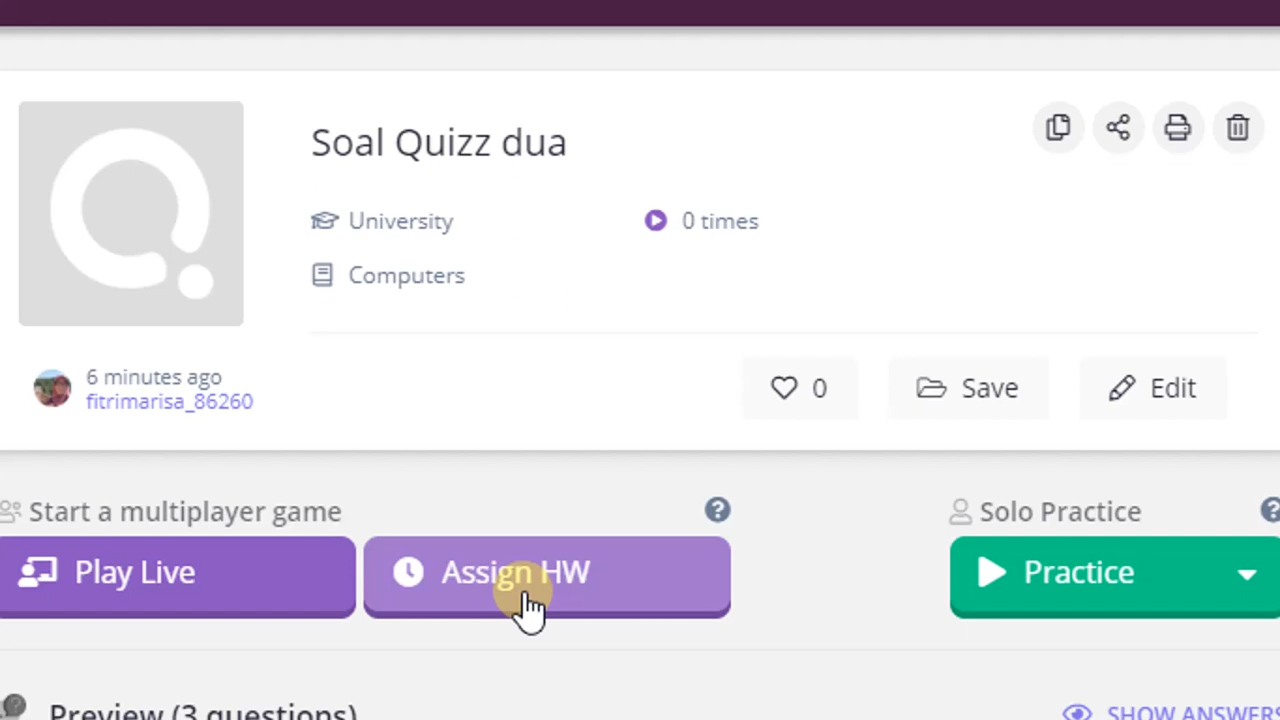 Soal Quizz dua
University
0 times
Computers
6 minutes ago
fitrimarisa_86260
0
Save
Edit
Start a multiplayer game
Solo Practice
Play Live
Assign HW
Practice
Preview (3 questions)
SHOW ANSWERS